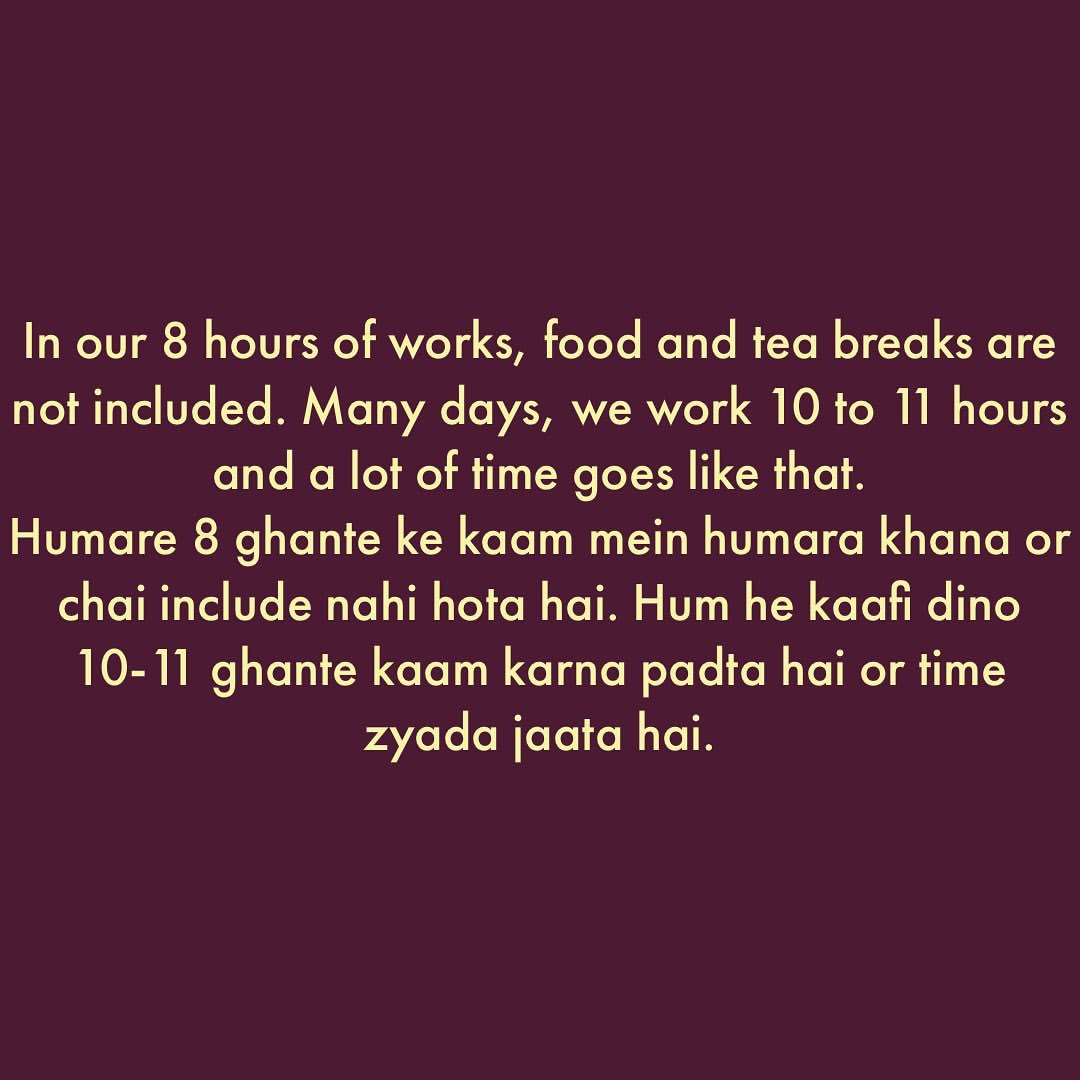 In our 8 hours of works, food and tea breaks are
not included. Many days, we work 10 to 11 hours
and a lot of time goes like that.
Humare 8 ghante ke kaam mein humara khana or
chai include nahi hota hai. Hum he kaafi dino
10-11 ghante kaam karna padta hai or time
zyada jaata hai.